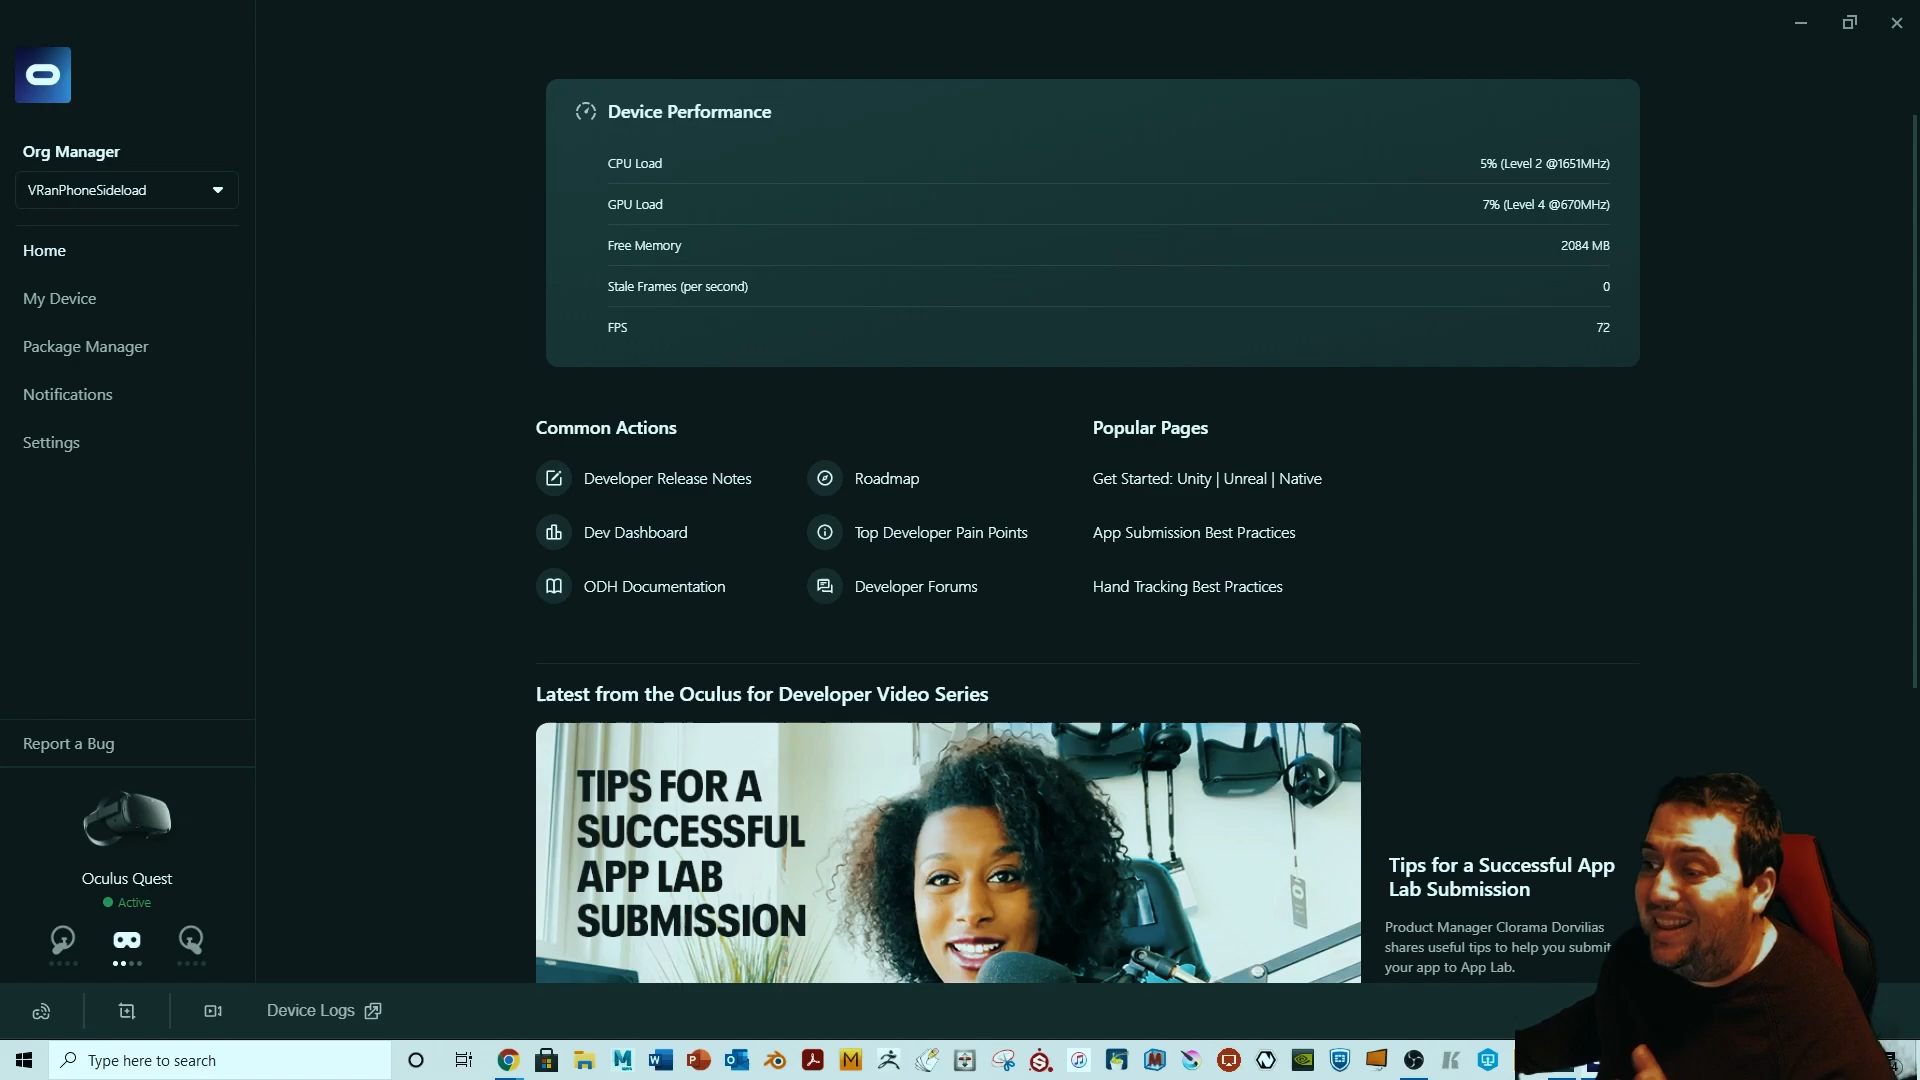 Org Manager
VRanPhoneSideload
Home
My Device
Package Manager
Notifications
Settings
Report a Bug
Oculus Quest
Active
Device Performance
CPU Load 5% (Level 2 @1651MHz)
GPU Load 7% (Level 4 @670MHz)
Free Memory 2084 MB
Stale Frames (per second) 0
FPS 72
Common Actions
Developer Release Notes
Roadmap
Dev Dashboard
Top Developer Pain Points
ODH Documentation
Developer Forums
Popular Pages
Get Started: Unity | Unreal | Native
App Submission Best Practices
Hand Tracking Best Practices
Latest from the Oculus for Developer Video Series
TIPS FOR A
SUCCESSFUL
APP LAB
SUBMISSION
Tips for a Successful App
Lab Submission
Product Manager Clorama Dorvilias
shares useful tips to help you submit
your app to App Lab.
Device Logs
Type here to search